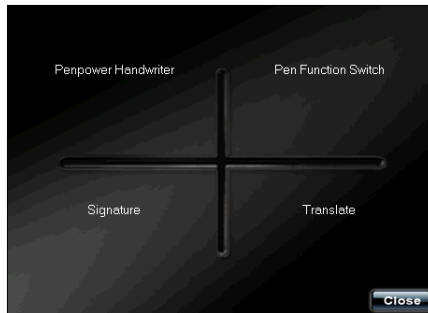 Penpower Handwriter
Pen Function Switch
Signature
Translate
Close